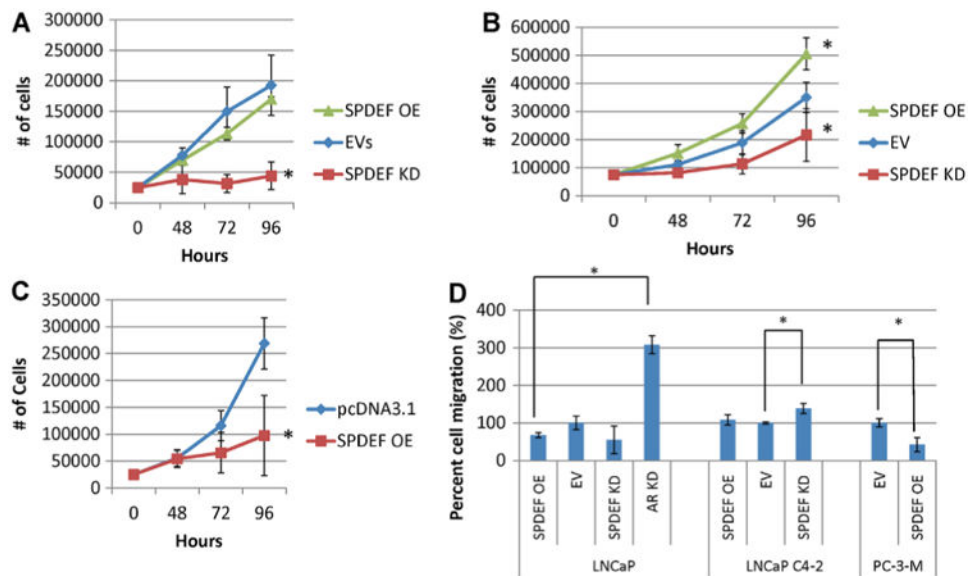 A
300000
250000
200000
150000
100000
50000
0
# of cells
*
0 48 72 96
Hours
SPDEF OE
EVs
SPDEF KD
B
600000
500000
400000
300000
200000
100000
0
# of cells
*
*
0 48 72 96
Hours
SPDEF OE
EV
SPDEF KD
C
350000
300000
250000
200000
150000
100000
50000
0
# of Cells
*
0 48 72 96
Hours
pcDNA3.1
SPDEF OE
D
400
300
200
100
0
Percent cell migration (%)
*
*
*
SPDEF OE
EV
SPDEF KD
AR KD
SPDEF OE
EV
SPDEF KD
EV
SPDEF OE
LNCaP LNCaP C4-2 PC-3-M